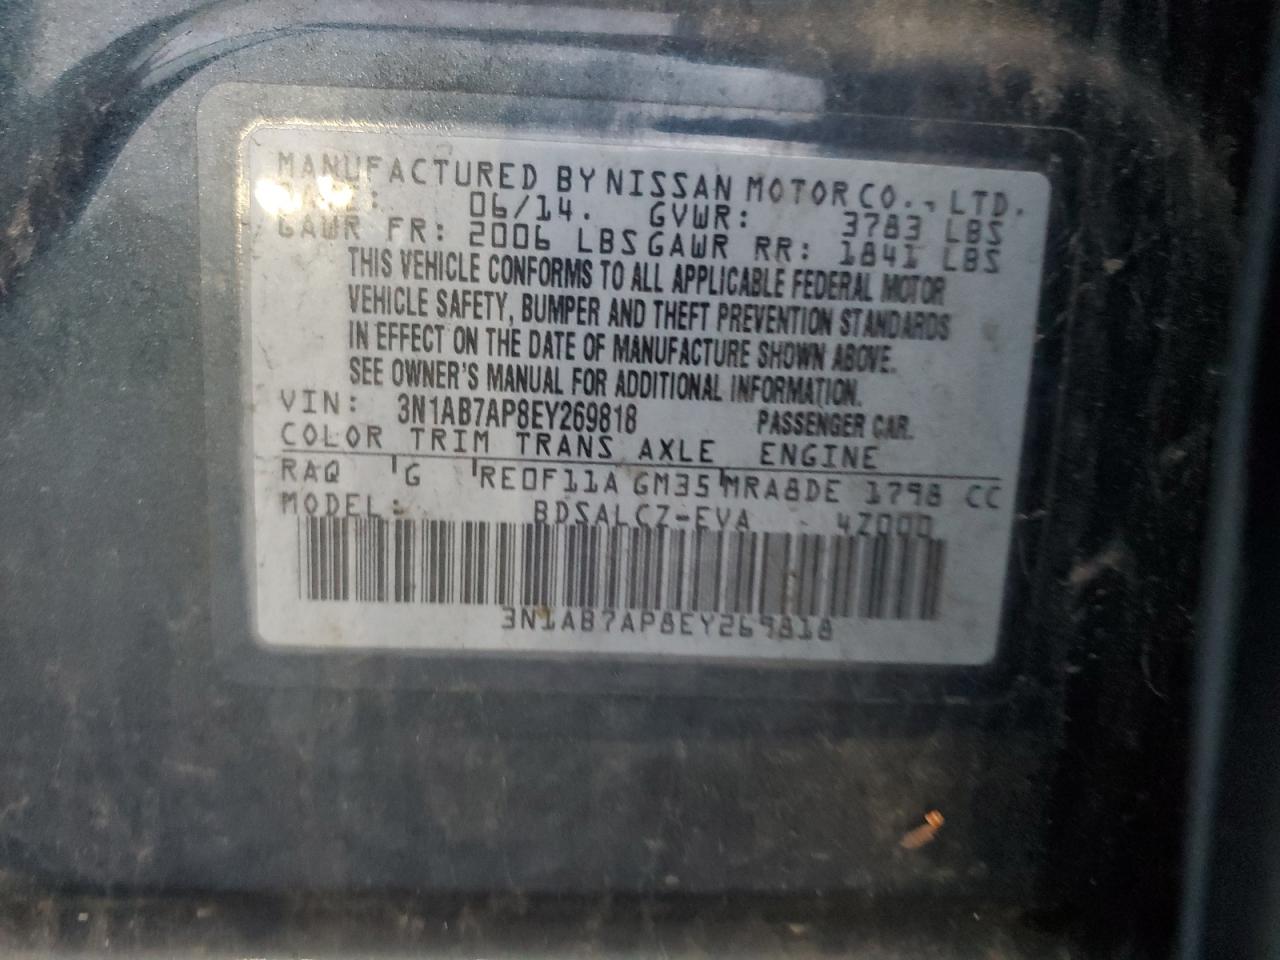 MANUFACTURED BY NISSAN MOTOR CO., LTD.
DATE: 06/14. GVWR: 3783 LBS
GAWR FR: 2006 LBS GAWR RR: 1841 LBS
THIS VEHICLE CONFORMS TO ALL APPLICABLE FEDERAL MOTOR
VEHICLE SAFETY, BUMPER AND THEFT PREVENTION STANDARDS
IN EFFECT ON THE DATE OF MANUFACTURE SHOWN ABOVE.
SEE OWNER'S MANUAL FOR ADDITIONAL INFORMATION.
VIN: 3N1AB7AP8EY269818 PASSENGER CAR.
COLOR TRIM TRANS AXLE ENGINE
RAQ G RE0F11A GM35 MRA8DE 1798 CC
MODEL: BDSALCZ-EVA - 4Z000
3N1AB7AP8EY269818